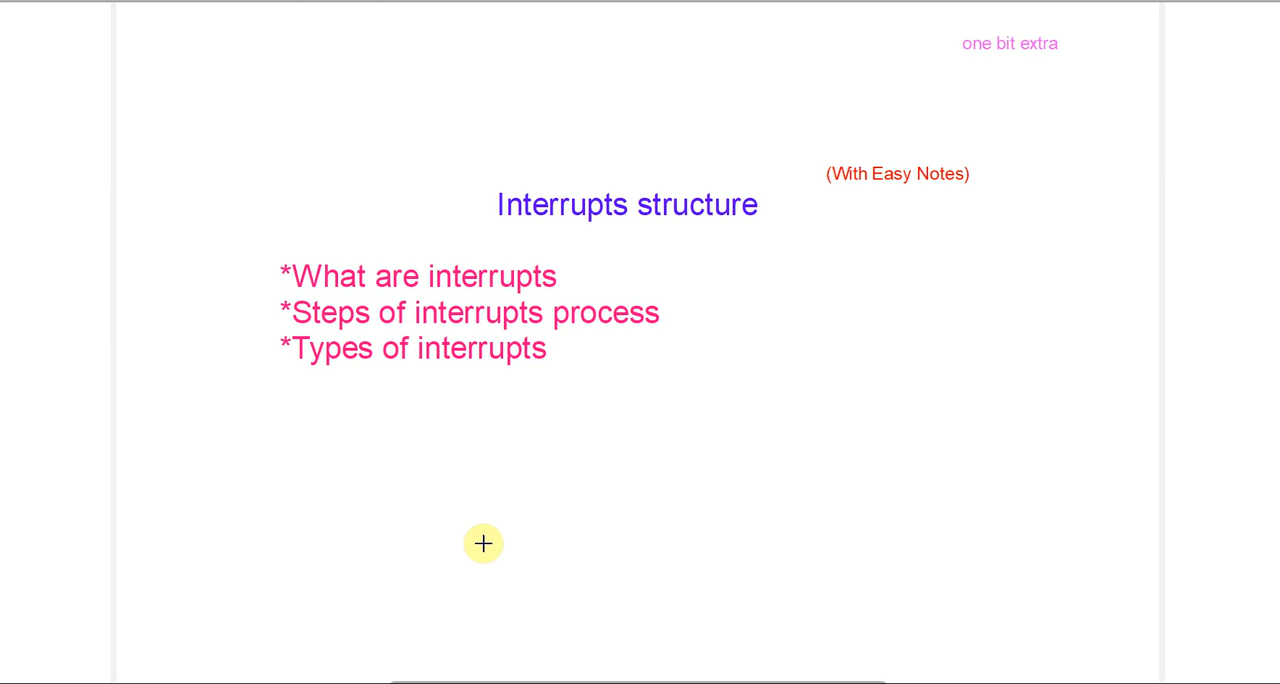 one bit extra
(With Easy Notes)
Interrupts structure
*What are interrupts
*Steps of interrupts process
*Types of interrupts